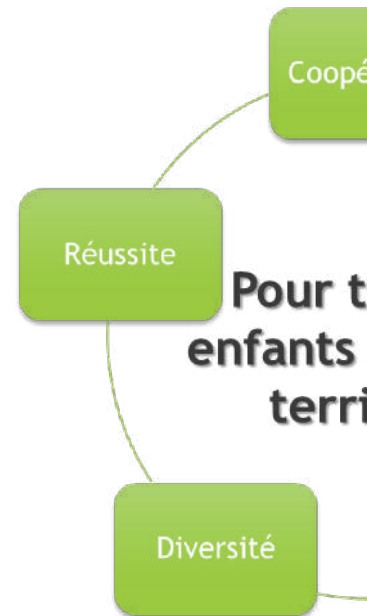 Coopé
Réussite
Pour t
enfants
terri
Diversité